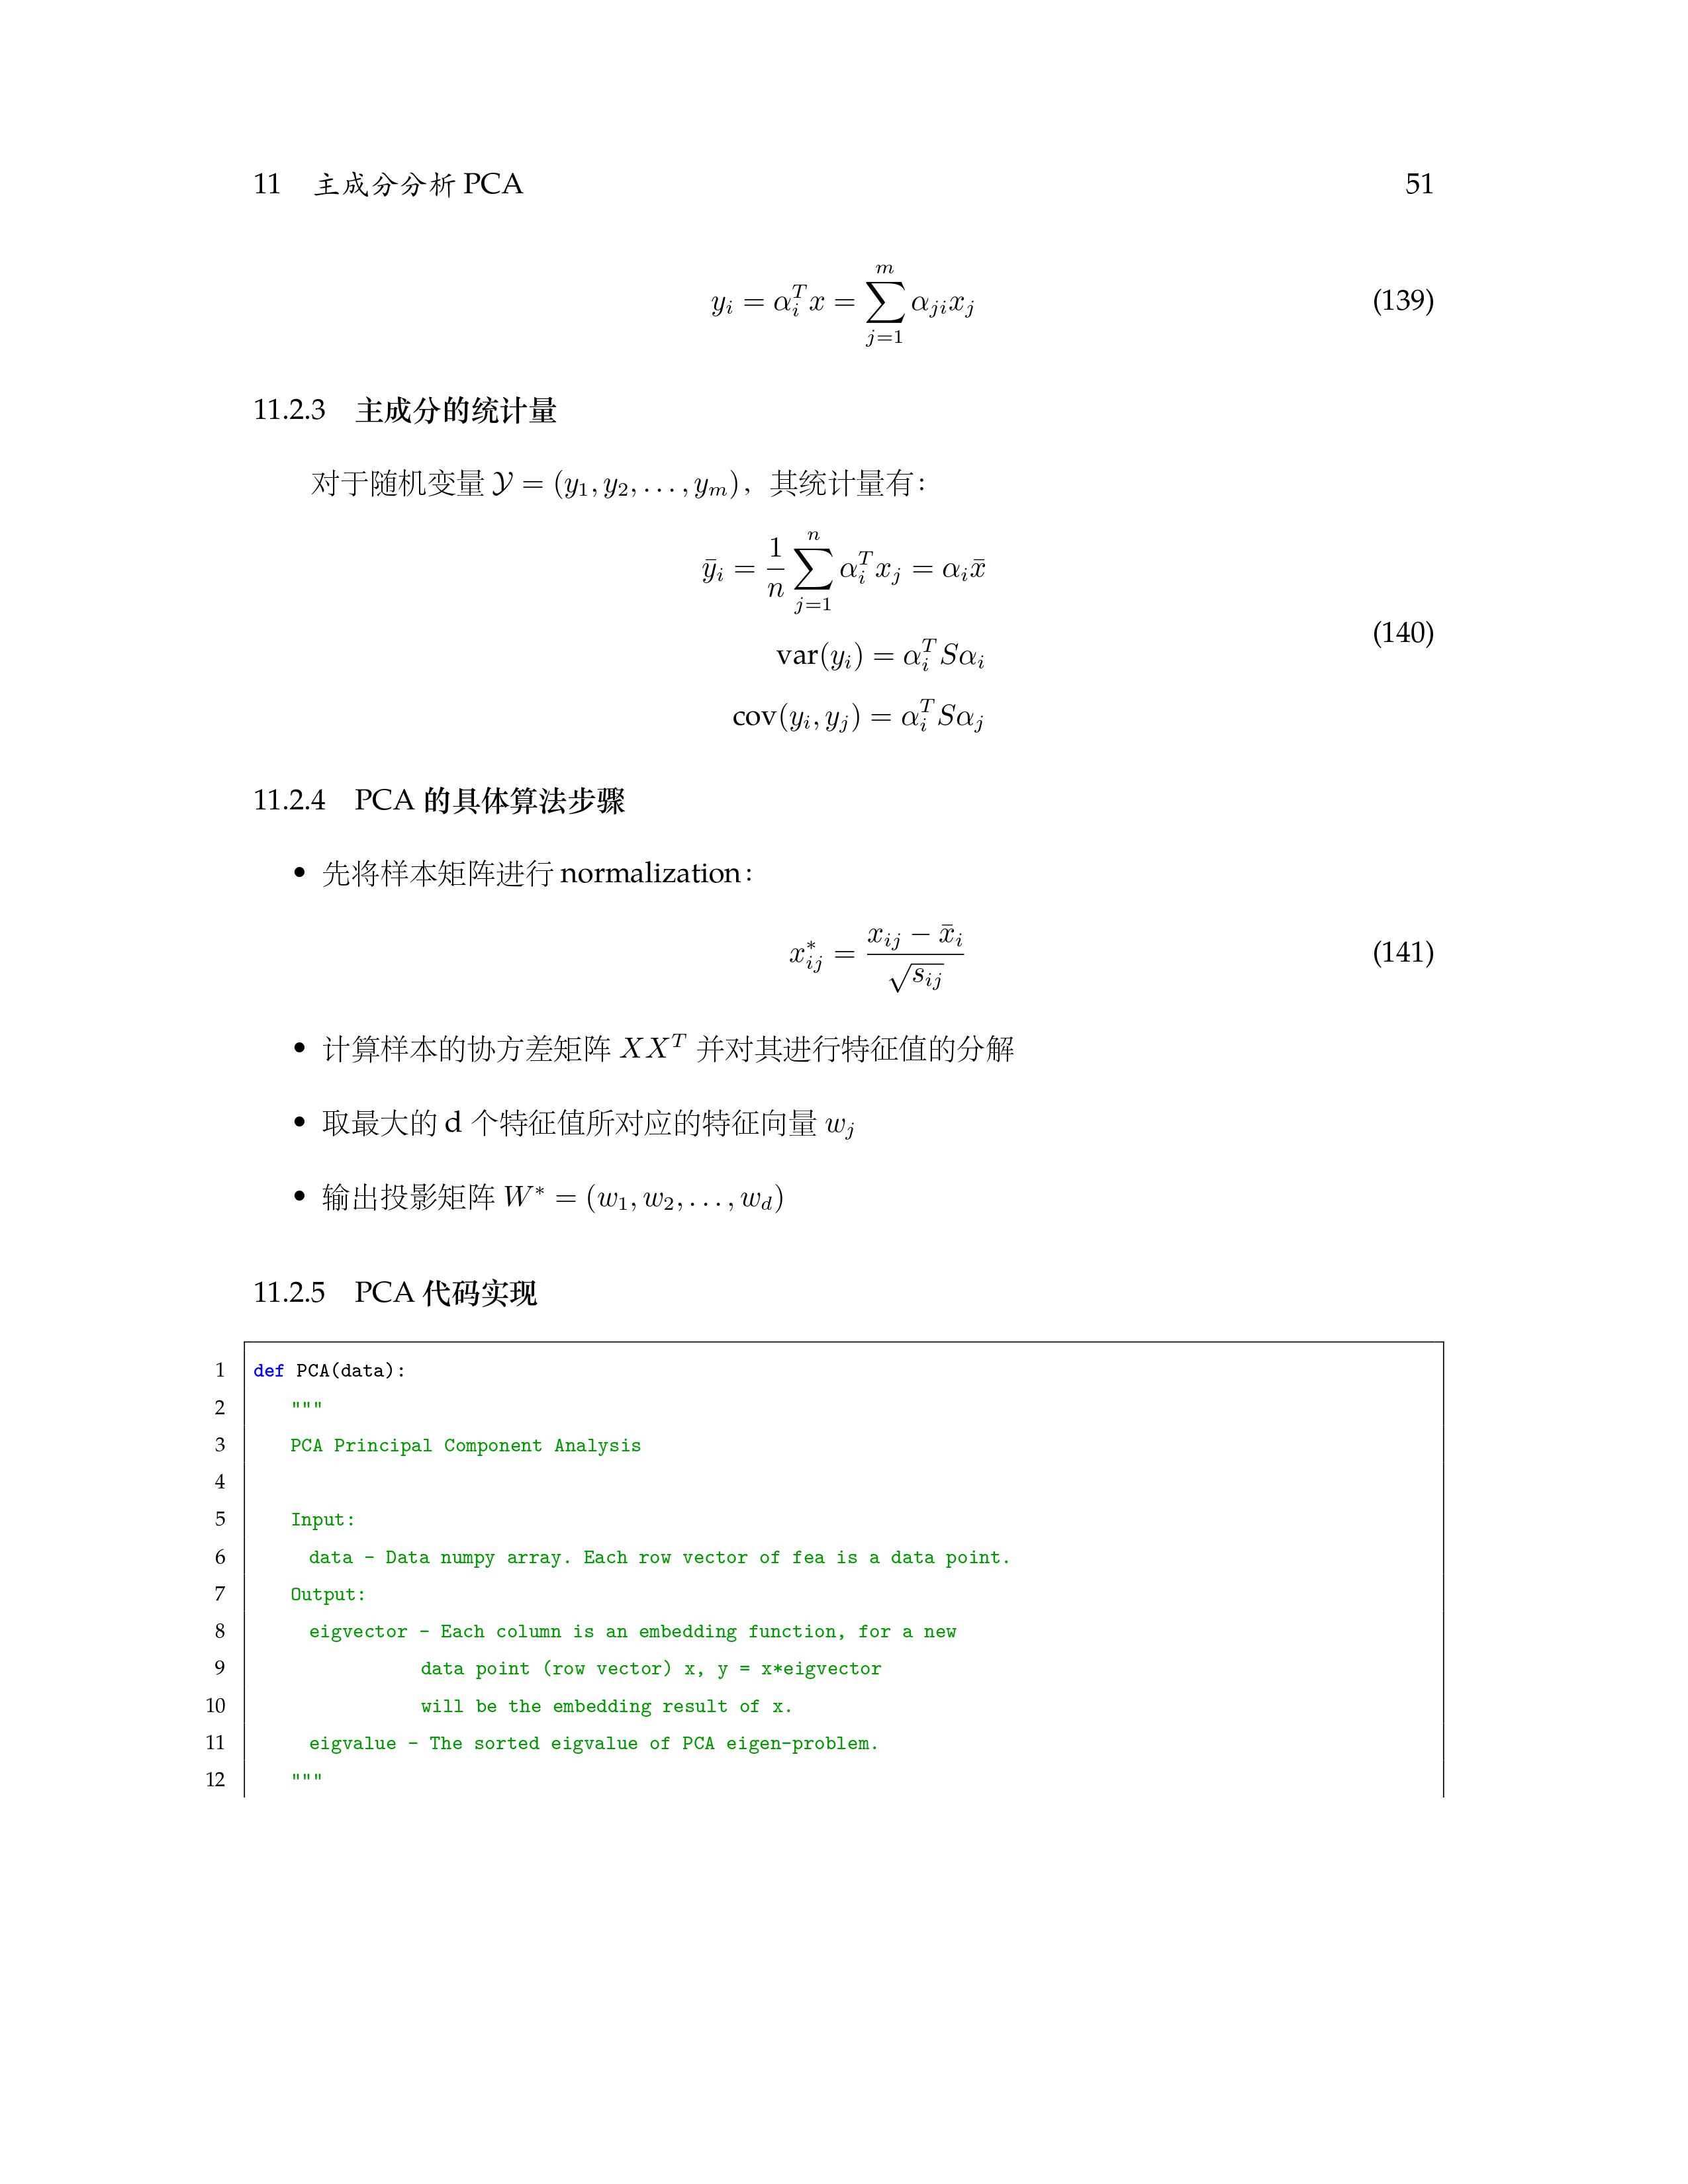 11 主成分分析 PCA 51
$$y_i = \alpha_i^T x = \sum_{j=1}^{m} \alpha_{ji} x_j \quad (139)$$
11.2.3 主成分的统计量
对于随机变量 $\mathcal{Y} = (y_1, y_2, \ldots, y_m)$，其统计量有：
$$\bar{y}_i = \frac{1}{n} \sum_{j=1}^{n} \alpha_i^T x_j = \alpha_i \bar{x}$$
$$\text{var}(y_i) = \alpha_i^T S \alpha_i \quad (140)$$
$$\text{cov}(y_i, y_j) = \alpha_i^T S \alpha_j$$
11.2.4 PCA 的具体算法步骤
• 先将样本矩阵进行 normalization：
$$x_{ij}^* = \frac{x_{ij} - \bar{x}_i}{\sqrt{s_{ij}}} \quad (141)$$
• 计算样本的协方差矩阵 $XX^T$ 并对其进行特征值的分解
• 取最大的 d 个特征值所对应的特征向量 $w_j$
• 输出投影矩阵 $W^* = (w_1, w_2, \ldots, w_d)$
11.2.5 PCA 代码实现
1 def PCA(data):
2 """
3 PCA Principal Component Analysis
4
5 Input:
6 data - Data numpy array. Each row vector of fea is a data point.
7 Output:
8 eigvector - Each column is an embedding function, for a new
9 data point (row vector) x, y = x*eigvector
10 will be the embedding result of x.
11 eigvalue - The sorted eigvalue of PCA eigen-problem.
12 """